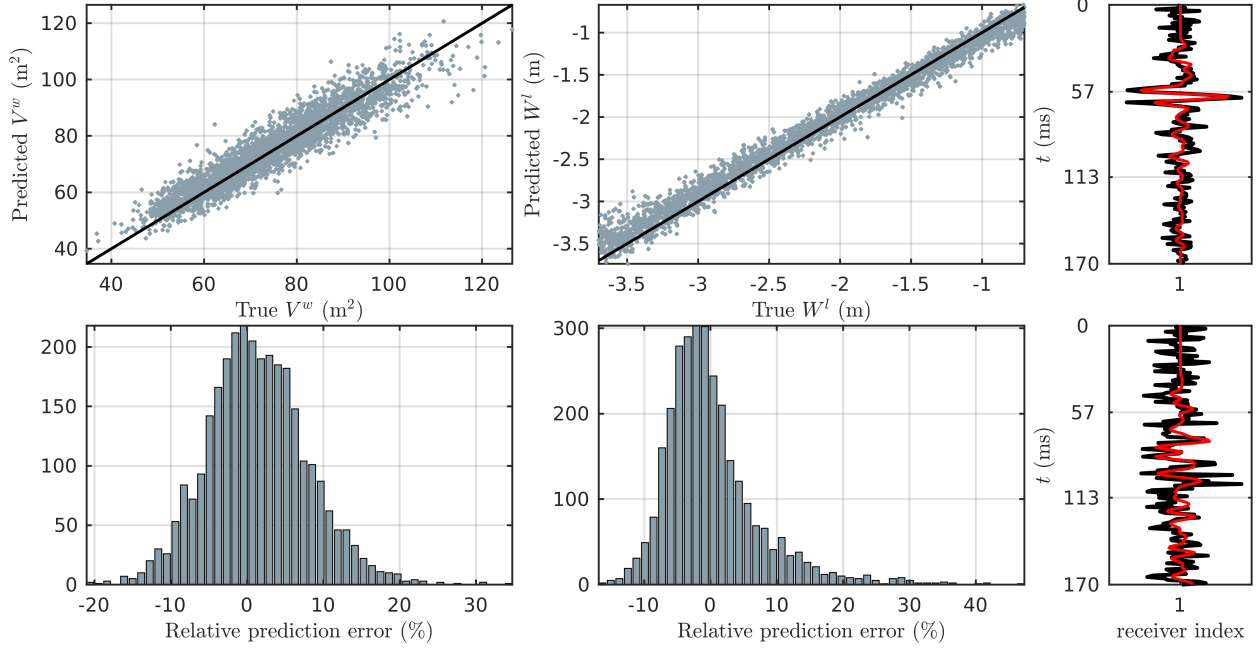 Predicted V^w (m²)
120
100
80
60
40
40 60 80 100 120
True V^w (m²)
Predicted W^l (m)
-1
-1.5
-2
-2.5
-3
-3.5
-3.5 -3 -2.5 -2 -1.5 -1
True W^l (m)
t (ms)
0
57
113
170
1
200
150
100
50
0
-20 -10 0 10 20 30
Relative prediction error (%)
300
200
100
0
-10 0 10 20 30 40
Relative prediction error (%)
t (ms)
0
57
113
170
1
receiver index